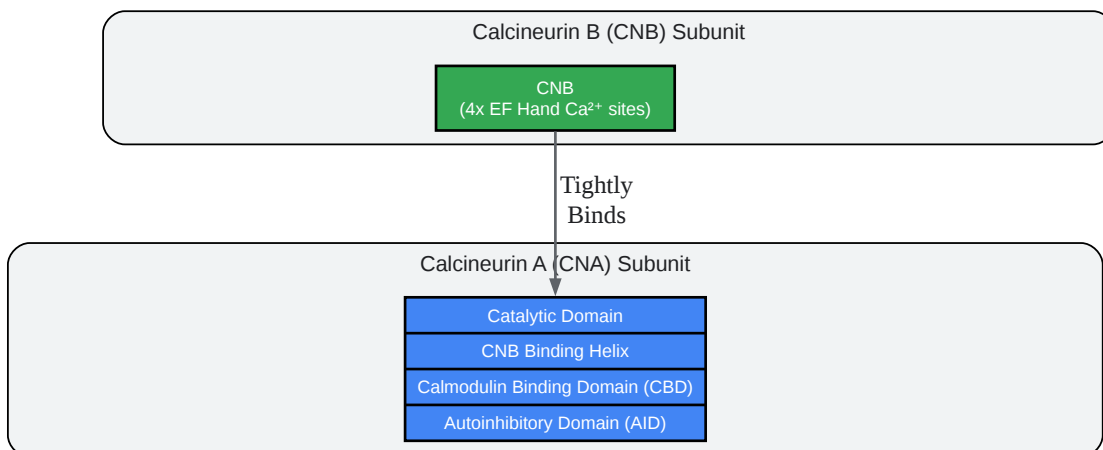 Calcineurin B (CNB) Subunit
CNB
(4x EF Hand Ca²⁺ sites)
Tightly
Binds
Calcineurin A (CNA) Subunit
Catalytic Domain
CNB Binding Helix
Calmodulin Binding Domain (CBD)
Autoinhibitory Domain (AID)